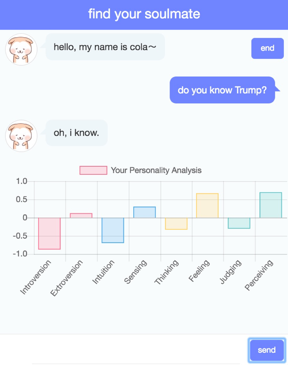 find your soulmate
hello, my name is cola～
end
do you know Trump?
oh, i know.
Your Personality Analysis
1.0
0.5
0
-0.5
-1.0
Introversion
Extroversion
Intuition
Sensing
Thinking
Feeling
Judging
Perceiving
send